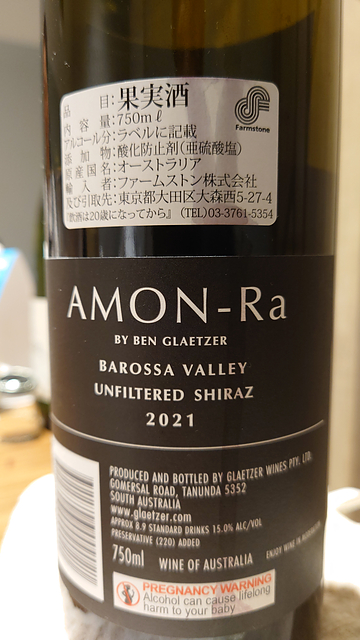 品目：果実酒
内容量：750mℓ
アルコール分：ラベルに記載
添加物：酸化防止剤(亜硫酸塩)
原産国名：オーストラリア
輸入者：ファームストン株式会社
及び引取先：東京都大田区大森西5-27-4
『飲酒は20歳になってから』 (TEL)03-3761-5354
Farmstone
AMON-Ra
BY BEN GLAETZER
BAROSSA VALLEY
UNFILTERED SHIRAZ
2021
PRODUCED AND BOTTLED BY GLAETZER WINES PTY. LTD.
GOMERSAL ROAD, TANUNDA 5352
SOUTH AUSTRALIA
www.glaetzer.com
APPROX 8.9 STANDARD DRINKS 15.0% ALC/VOL
PRESERVATIVE (220) ADDED
750ml WINE OF AUSTRALIA ENJOY WINE IN
PREGNANCY WARNING
Alcohol can cause lifelong
harm to your baby